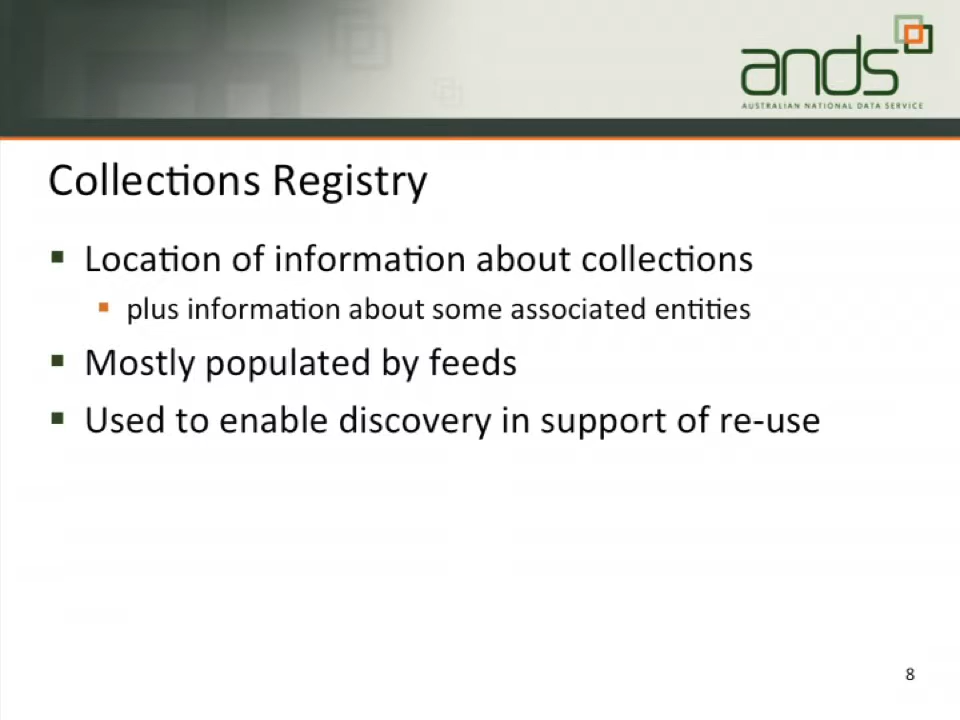 ands
AUSTRALIAN NATIONAL DATA SERVICE
Collections Registry
Location of information about collections
plus information about some associated entities
Mostly populated by feeds
Used to enable discovery in support of re-use
8